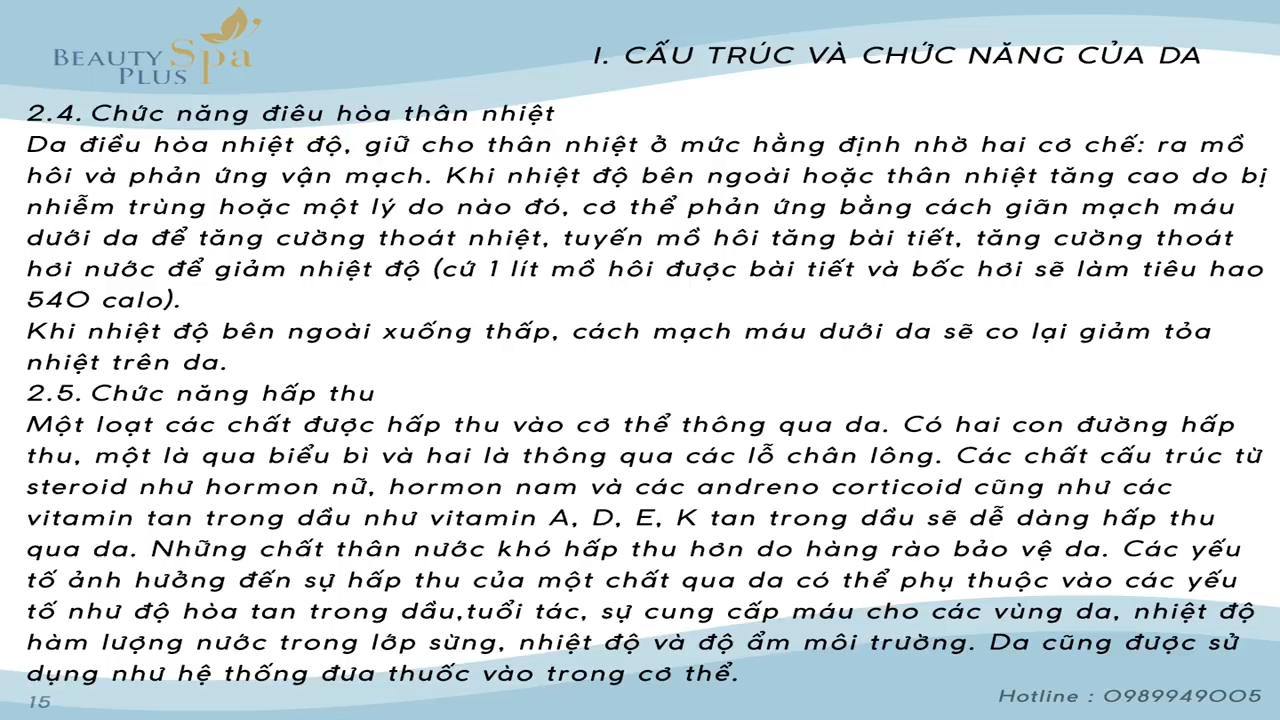 BEAUTY Spa
PLUS
I. CẤU TRÚC VÀ CHỨC NĂNG CỦA DA
2.4. Chức năng điêu hòa thân nhiệt
Da điều hòa nhiệt độ, giữ cho thân nhiệt ở mức hằng định nhờ hai cơ chế: ra mồ
hôi và phản ứng vận mạch. Khi nhiệt độ bên ngoài hoặc thân nhiệt tăng cao do bị
nhiễm trùng hoặc một lý do nào đó, cơ thể phản ứng bằng cách giãn mạch máu
dưới da để tăng cường thoát nhiệt, tuyến mồ hôi tăng bài tiết, tăng cường thoát
hơi nước để giảm nhiệt độ (cứ 1 lít mồ hôi được bài tiết và bốc hơi sẽ làm tiêu hao
540 calo).
Khi nhiệt độ bên ngoài xuống thấp, cách mạch máu dưới da sẽ co lại giảm tỏa
nhiệt trên da.
2.5. Chức năng hấp thu
Một loạt các chất được hấp thu vào cơ thể thông qua da. Có hai con đường hấp
thu, một là qua biểu bì và hai là thông qua các lỗ chân lông. Các chất cấu trúc từ
steroid như hormon nữ, hormon nam và các andreno corticoid cũng như các
vitamin tan trong dầu như vitamin A, D, E, K tan trong dầu sẽ dễ dàng hấp thu
qua da. Những chất thân nước khó hấp thu hơn do hàng rào bảo vệ da. Các yếu
tố ảnh hưởng đến sự hấp thu của một chất qua da có thể phụ thuộc vào các yếu
tố như độ hòa tan trong dầu,tuổi tác, sự cung cấp máu cho các vùng da, nhiệt độ
hàm lượng nước trong lớp sừng, nhiệt độ và độ ẩm môi trường. Da cũng được sử
dụng như hệ thống đưa thuốc vào trong cơ thể.
15
Hotline : 0989949005